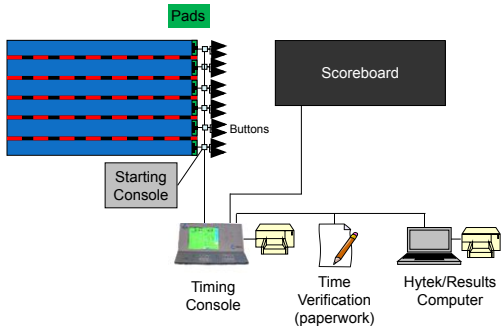 Pads
Scoreboard
Buttons
Starting
Console
Timing
Console
Time
Verification
(paperwork)
Hytek/Results
Computer